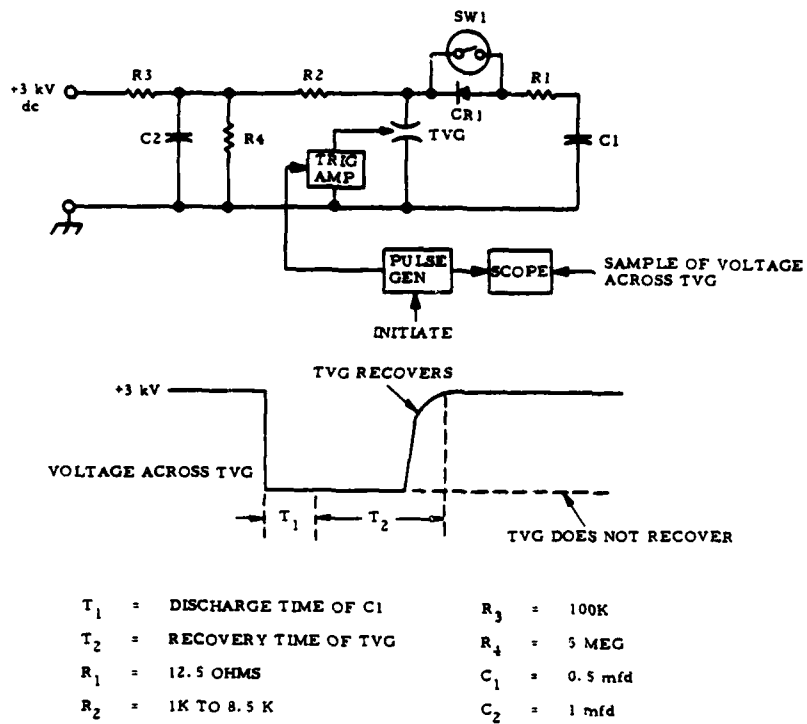 SW1
+3 kV
dc
R3
R2
R1
CR1
C2
R4
TVG
C1
TRIG
AMP
PULSE
GEN
SCOPE
SAMPLE OF VOLTAGE
ACROSS TVG
INITIATE
TVG RECOVERS
+3 kV
VOLTAGE ACROSS TVG
T1
T2
TVG DOES NOT RECOVER
T1 = DISCHARGE TIME OF C1
T2 = RECOVERY TIME OF TVG
R1 = 12.5 OHMS
R2 = 1K TO 8.5 K
R3 = 100K
R4 = 5 MEG
C1 = 0.5 mfd
C2 = 1 mfd